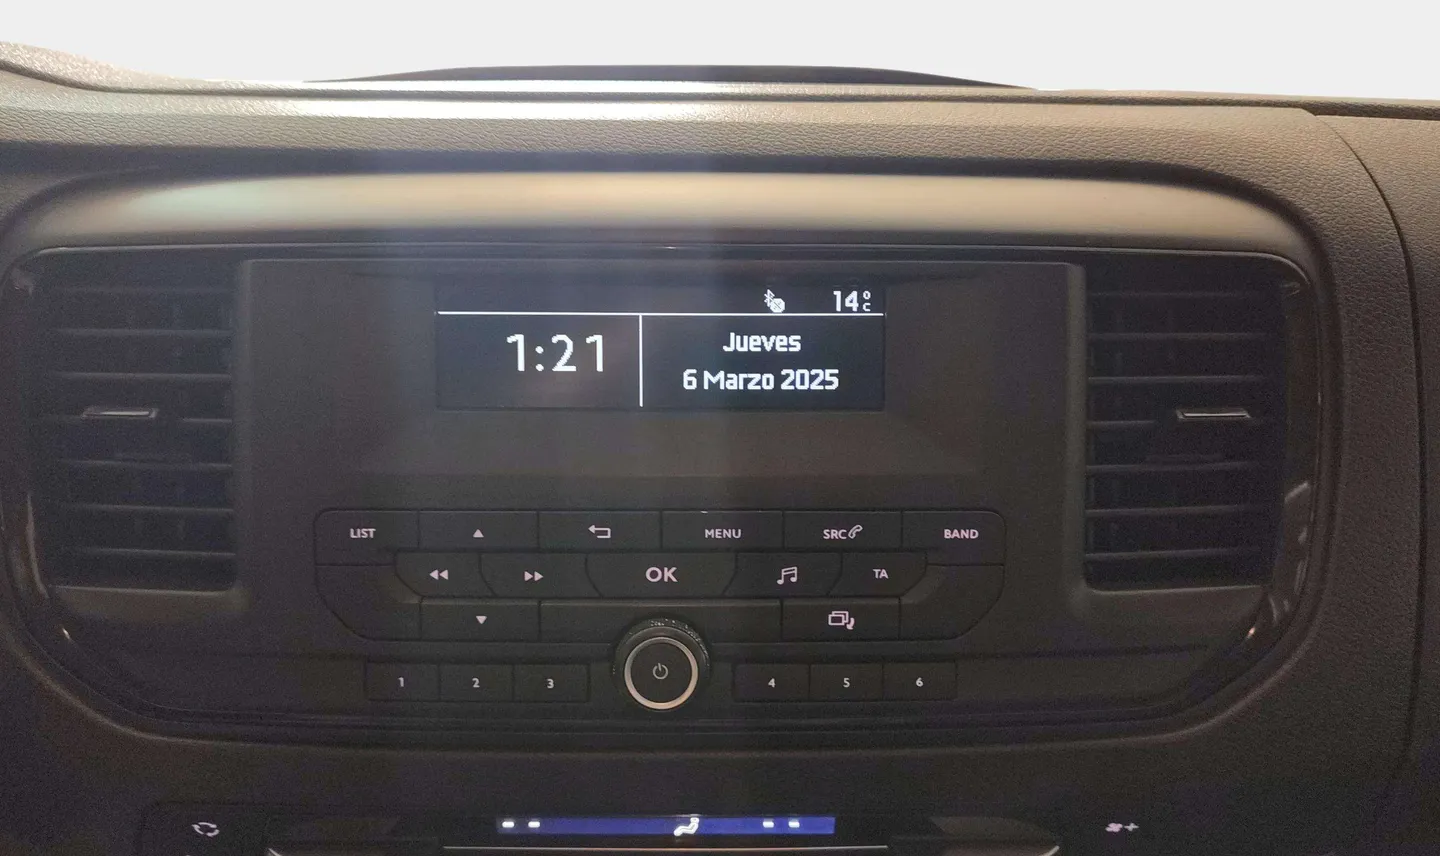 14°C
1:21
Jueves
6 Marzo 2025
LIST
MENU
SRC
BAND
OK
TA
1
2
3
4
5
6